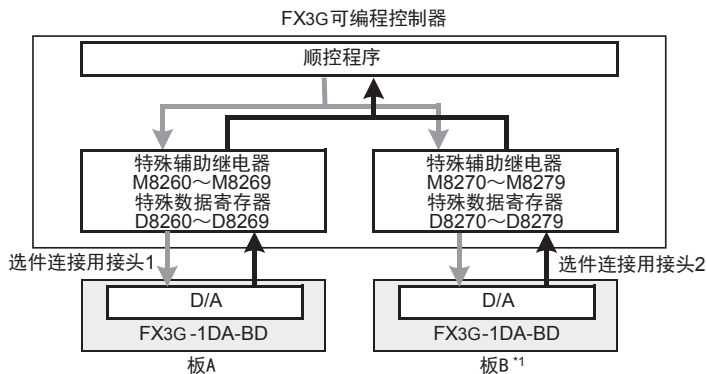 FX3G可编程控制器
顺控程序
特殊辅助继电器
M8260～M8269
特殊数据寄存器
D8260～D8269
特殊辅助继电器
M8270～M8279
特殊数据寄存器
D8270～D8279
选件连接用接头1
选件连接用接头2
D/A
FX3G-1DA-BD
板A
D/A
FX3G-1DA-BD
板B *1